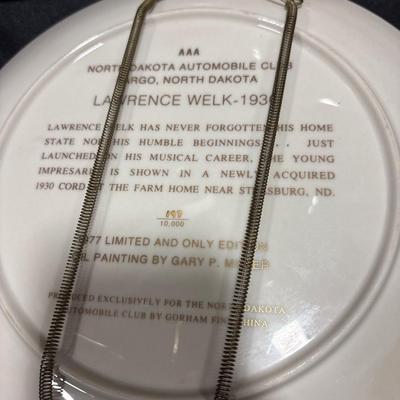 AAA
NORTH DAKOTA AUTOMOBILE CLUB
FARGO, NORTH DAKOTA
LAWRENCE WELK-1930
LAWRENCE WELK HAS NEVER FORGOTTEN HIS HOME
STATE NOR HIS HUMBLE BEGINNINGS . . . JUST
LAUNCHED ON HIS MUSICAL CAREER, THE YOUNG
IMPRESARIO IS SHOWN IN A NEWLY ACQUIRED
1930 CORD AT THE FARM HOME NEAR STRASBURG, ND.
10,000
1977 LIMITED AND ONLY EDITION
OIL PAINTING BY GARY P.
PRODUCED EXCLUSIVELY FOR THE NORTH DAKOTA
AUTOMOBILE CLUB BY GORHAM FINE CHINA